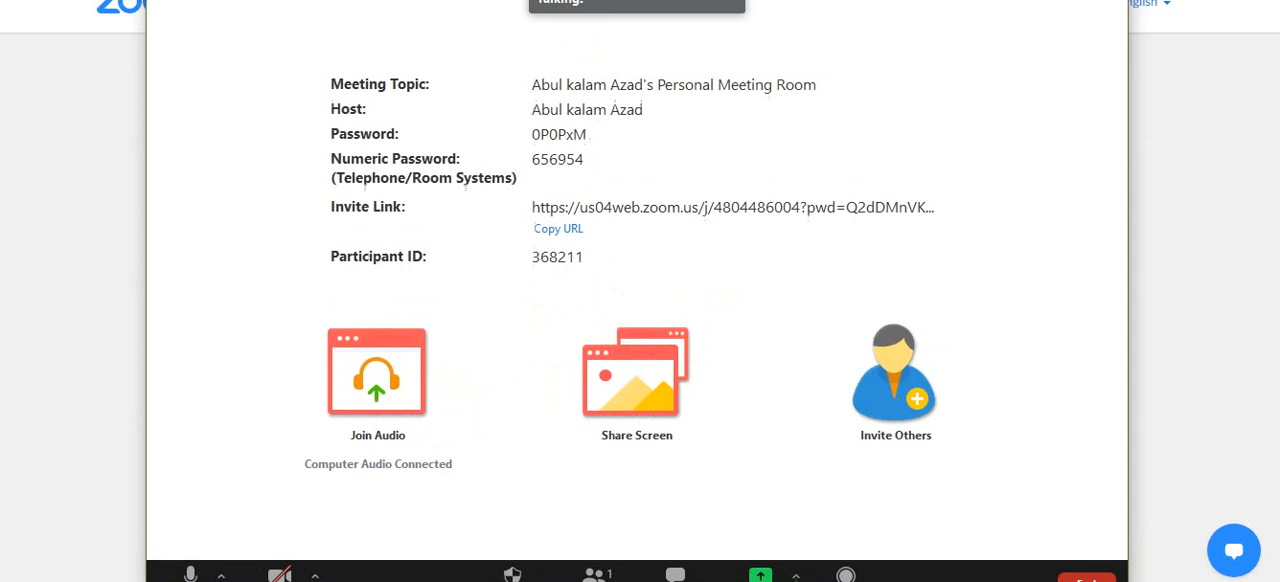 Talking:
Meeting Topic: Abul kalam Azad's Personal Meeting Room
Host: Abul kalam Azad
Password: 0P0PxM
Numeric Password: 656954
(Telephone/Room Systems)
Invite Link: https://us04web.zoom.us/j/4804486004?pwd=Q2dDMnVK...
Copy URL
Participant ID: 368211
Join Audio Share Screen Invite Others
Computer Audio Connected
1